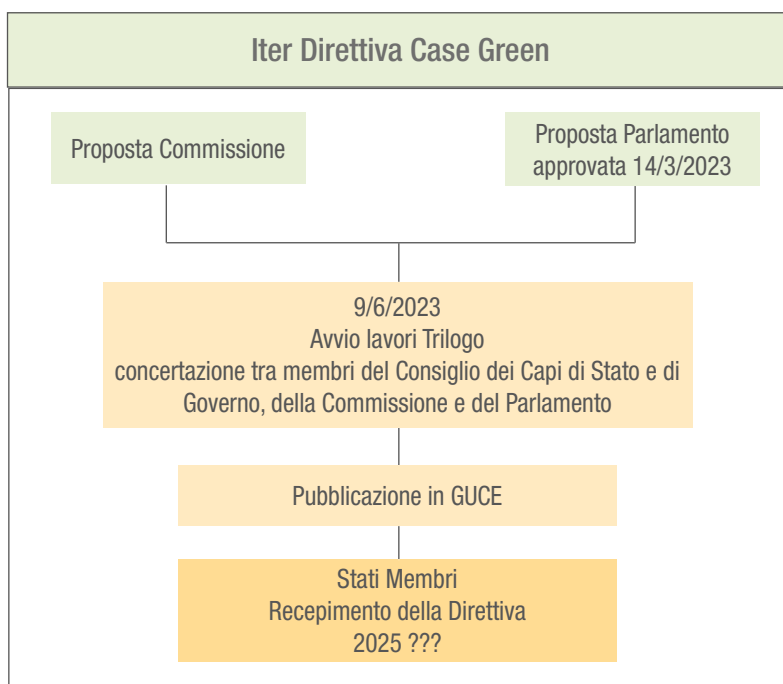 Iter Direttiva Case Green
Proposta Commissione
Proposta Parlamento
approvata 14/3/2023
9/6/2023
Avvio lavori Trilogo
concertazione tra membri del Consiglio dei Capi di Stato e di
Governo, della Commissione e del Parlamento
Pubblicazione in GUCE
Stati Membri
Recepimento della Direttiva
2025 ???